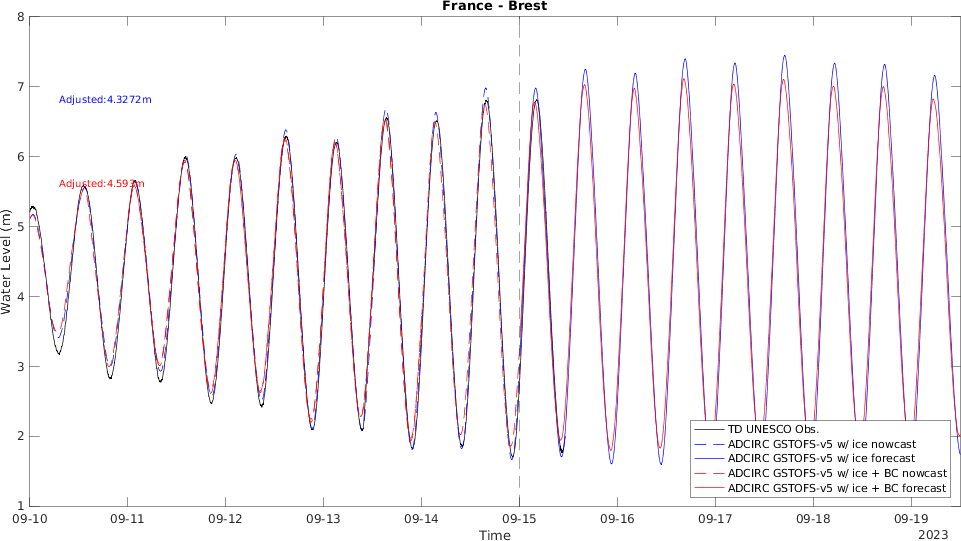 France - Brest
8
7
6
5
4
3
2
1
Water Level (m)
Adjusted:4.3272m
Adjusted:4.593m
TD UNESCO Obs.
ADCIRC GSTOFS-v5 w/ ice nowcast
ADCIRC GSTOFS-v5 w/ ice forecast
ADCIRC GSTOFS-v5 w/ ice + BC nowcast
ADCIRC GSTOFS-v5 w/ ice + BC forecast
09-10 09-11 09-12 09-13 09-14 09-15 09-16 09-17 09-18 09-19
2023
Time